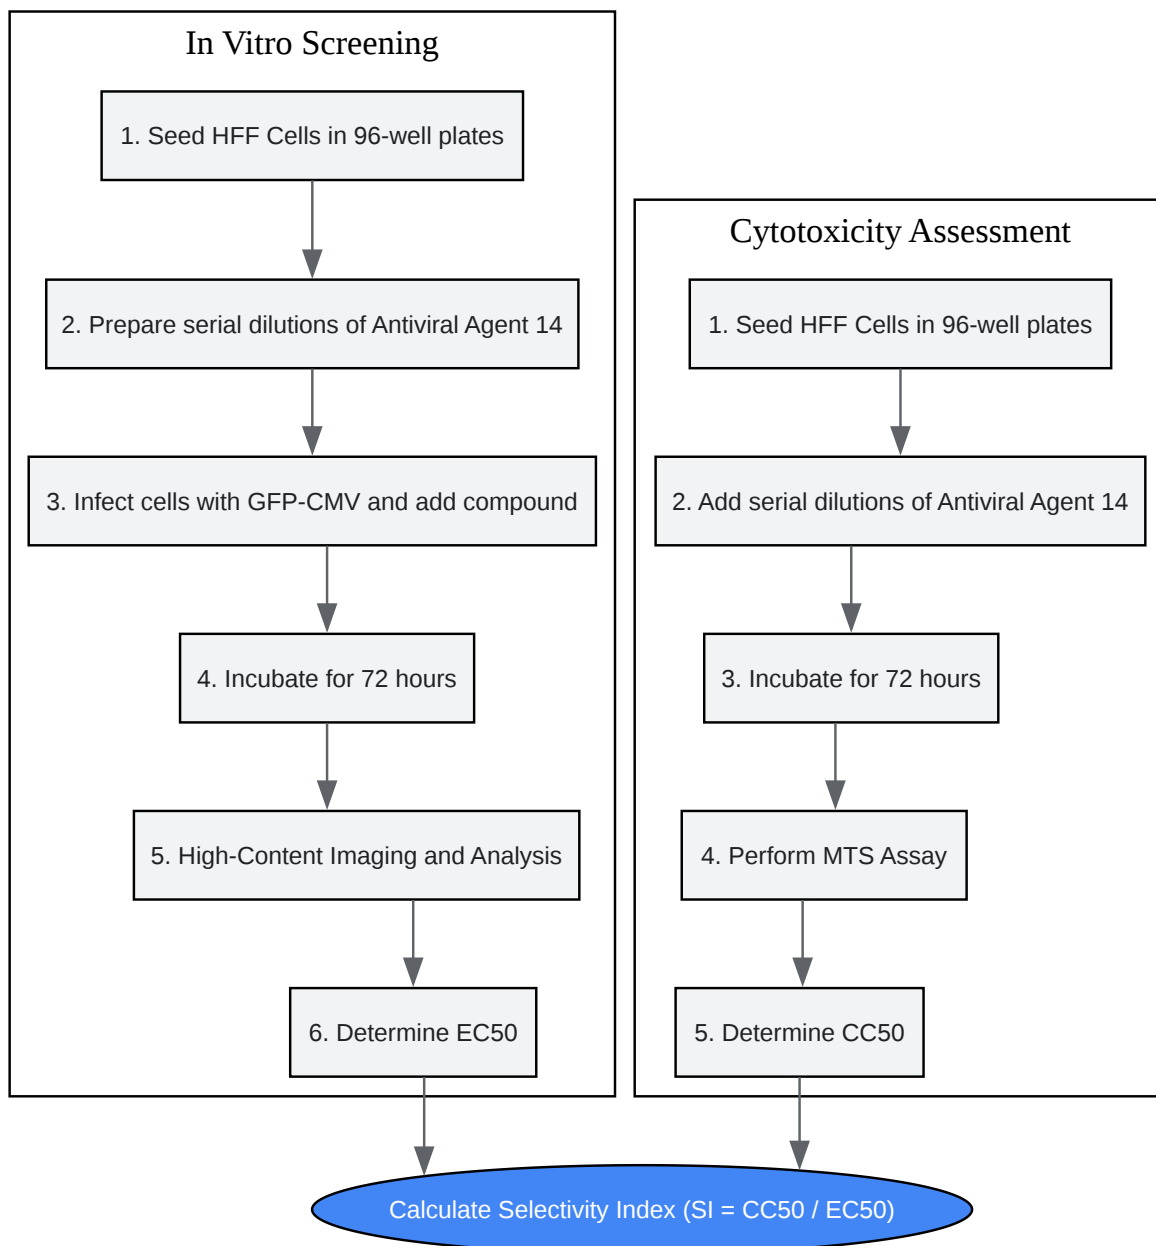 In Vitro Screening
1. Seed HFF Cells in 96-well plates
2. Prepare serial dilutions of Antiviral Agent 14
3. Infect cells with GFP-CMV and add compound
4. Incubate for 72 hours
5. High-Content Imaging and Analysis
6. Determine EC50
Cytotoxicity Assessment
1. Seed HFF Cells in 96-well plates
2. Add serial dilutions of Antiviral Agent 14
3. Incubate for 72 hours
4. Perform MTS Assay
5. Determine CC50
Calculate Selectivity Index (SI = CC50 / EC50)